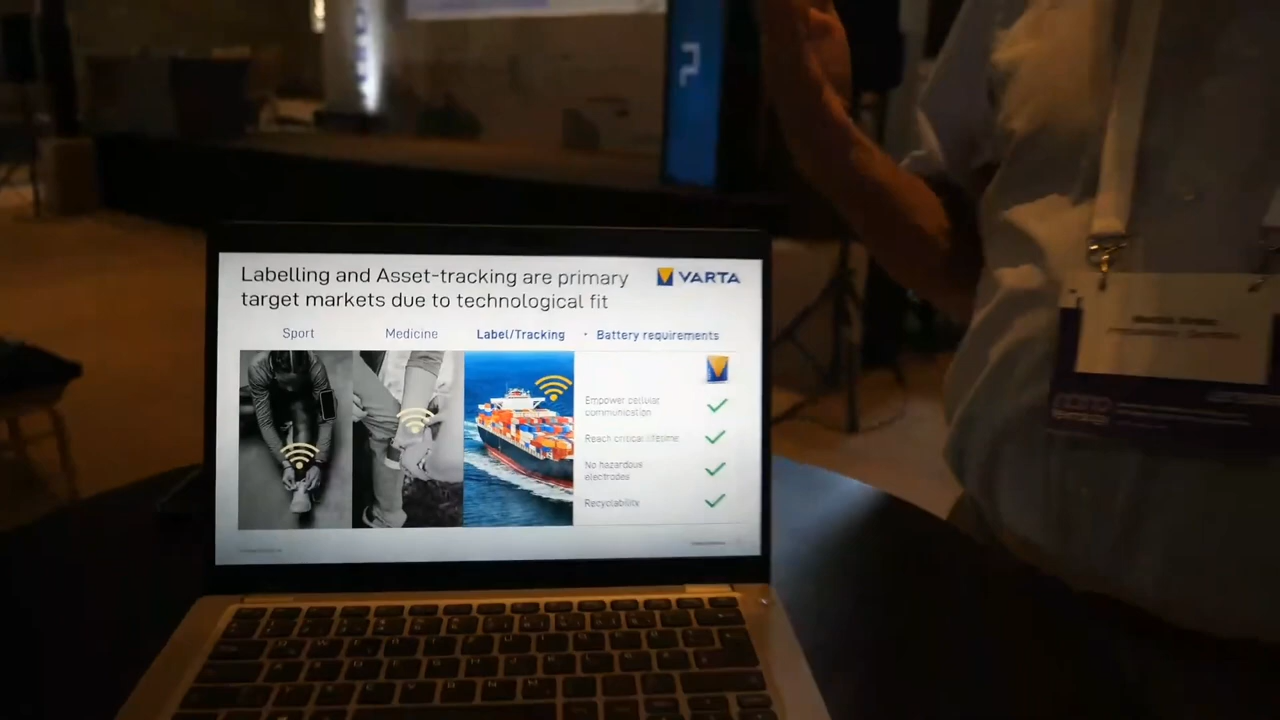 Labelling and Asset-tracking are primary
target markets due to technological fit
VARTA
Sport
Medicine
Label/Tracking
· Battery requirements
Empower cellular
communication
Reach critical lifetime
No hazardous
electrodes
Recyclability